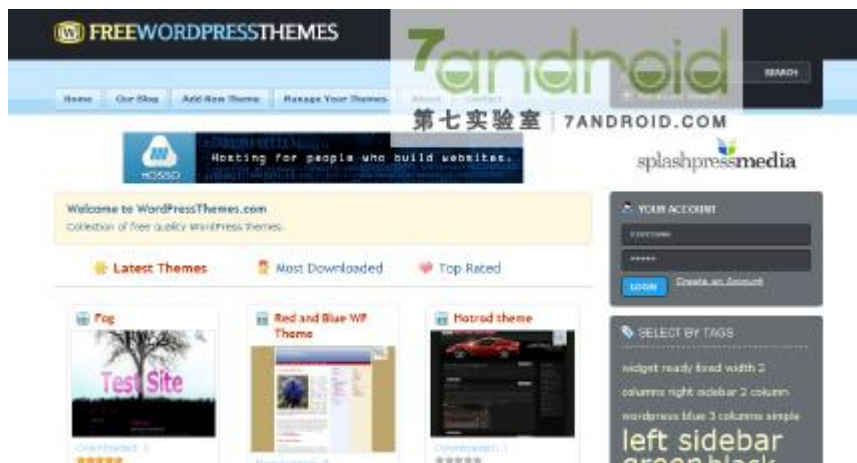 FREEWORDPRESSTHEMES
7android
第七实验室 | 7ANDROID.COM
SEARCH
Home Our Blog Add New Theme Manage Your Themes
HOSSO
Hosting for people who build websites.
splashpressmedia
Welcome to WordPressThemes.com
Collection of free quality WordPress themes.
Latest Themes Most Downloaded Top Rated
YOUR ACCOUNT
LOGIN Create an Account
Fog
Red and Blue WP
Theme
Hotrod theme
Test Site
SELECT BY TAGS
widget ready fixed width 2
columns right sidebar 2 column
wordpress blue 3 columns simple
left sidebar
green black